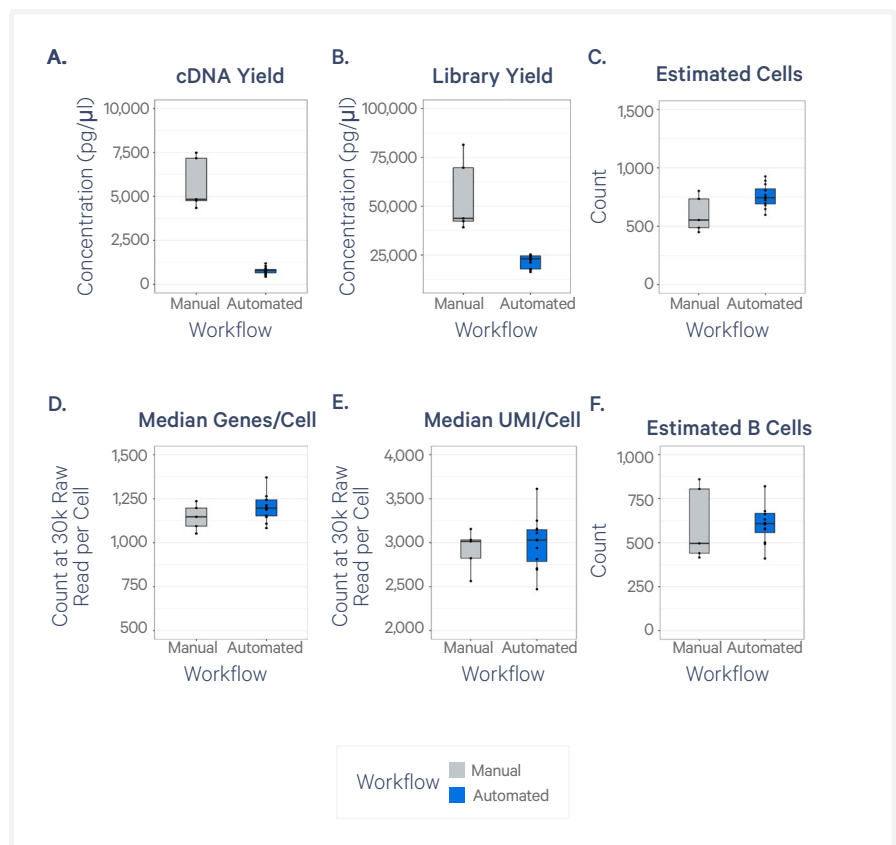 A.
cDNA Yield
Concentration (pg/µl)
10,000
7,500
5,000
2,500
0
Manual
Automated
Workflow
B.
Library Yield
Concentration (pg/µl)
100,000
75,000
50,000
25,000
Manual
Automated
Workflow
C.
Estimated Cells
Count
1,500
1,000
500
0
Manual
Automated
Workflow
D.
Median Genes/Cell
Count at 30k Raw
Read per Cell
1,500
1,250
1,000
750
500
Manual
Automated
Workflow
E.
Median UMI/Cell
Count at 30k Raw
Read per Cell
4,000
3,500
3,000
2,500
2,000
Manual
Automated
Workflow
F.
Estimated B Cells
Count
1,000
750
500
250
0
Manual
Automated
Workflow
Workflow
Manual
Automated